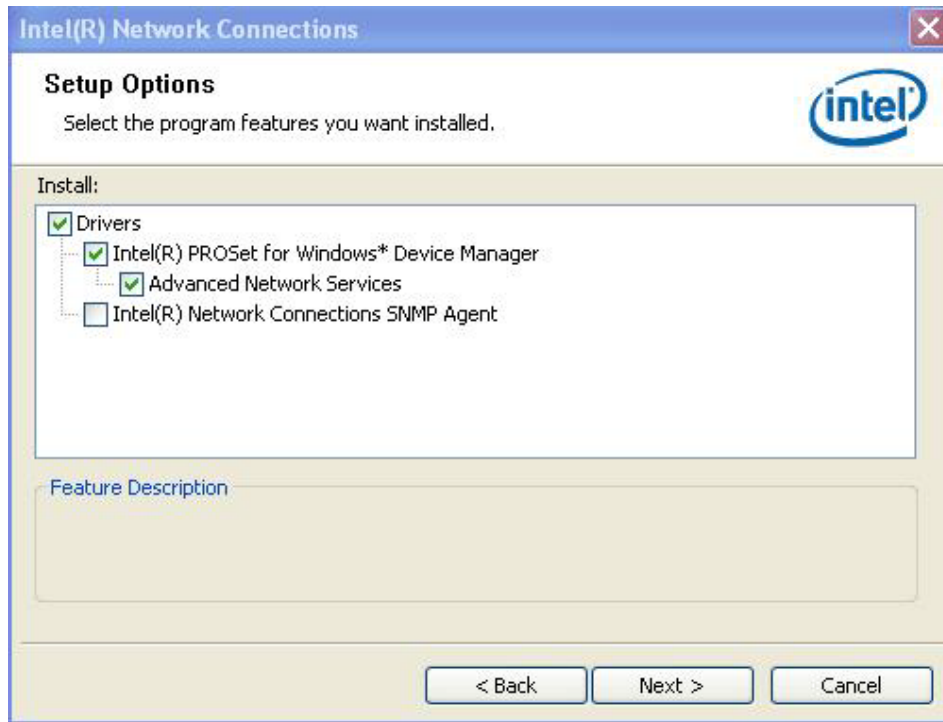 Intel(R) Network Connections
Setup Options
Select the program features you want installed.
intel
Install:
Drivers
Intel(R) PROSet for Windows* Device Manager
Advanced Network Services
Intel(R) Network Connections SNMP Agent
Feature Description
< Back
Next >
Cancel